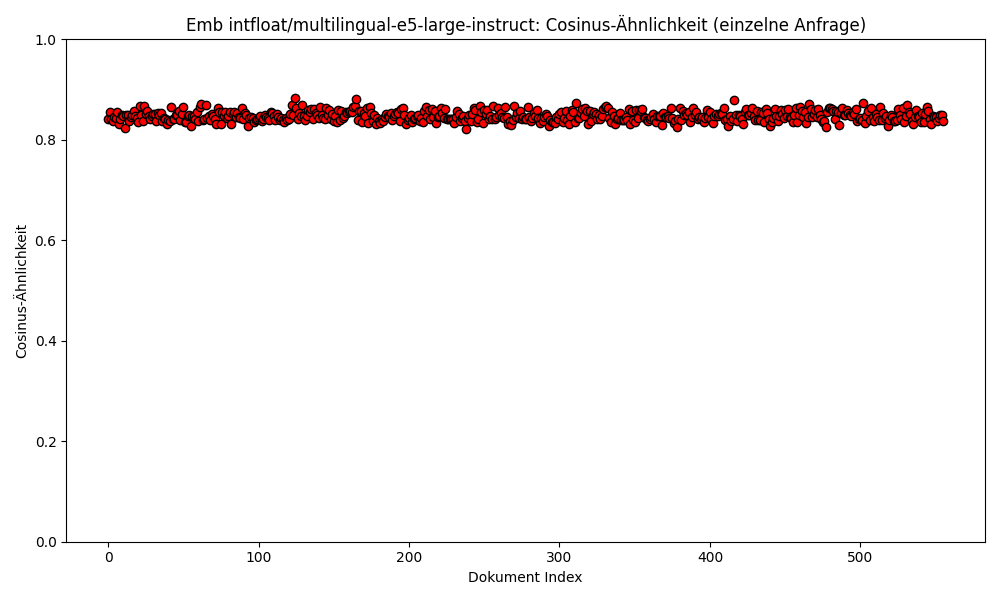 Emb intfloat/multilingual-e5-large-instruct: Cosinus-Ähnlichkeit (einzelne Anfrage)
1.0
0.8
0.6
0.4
0.2
0.0
Cosinus-Ähnlichkeit
0 100 200 300 400 500
Dokument Index